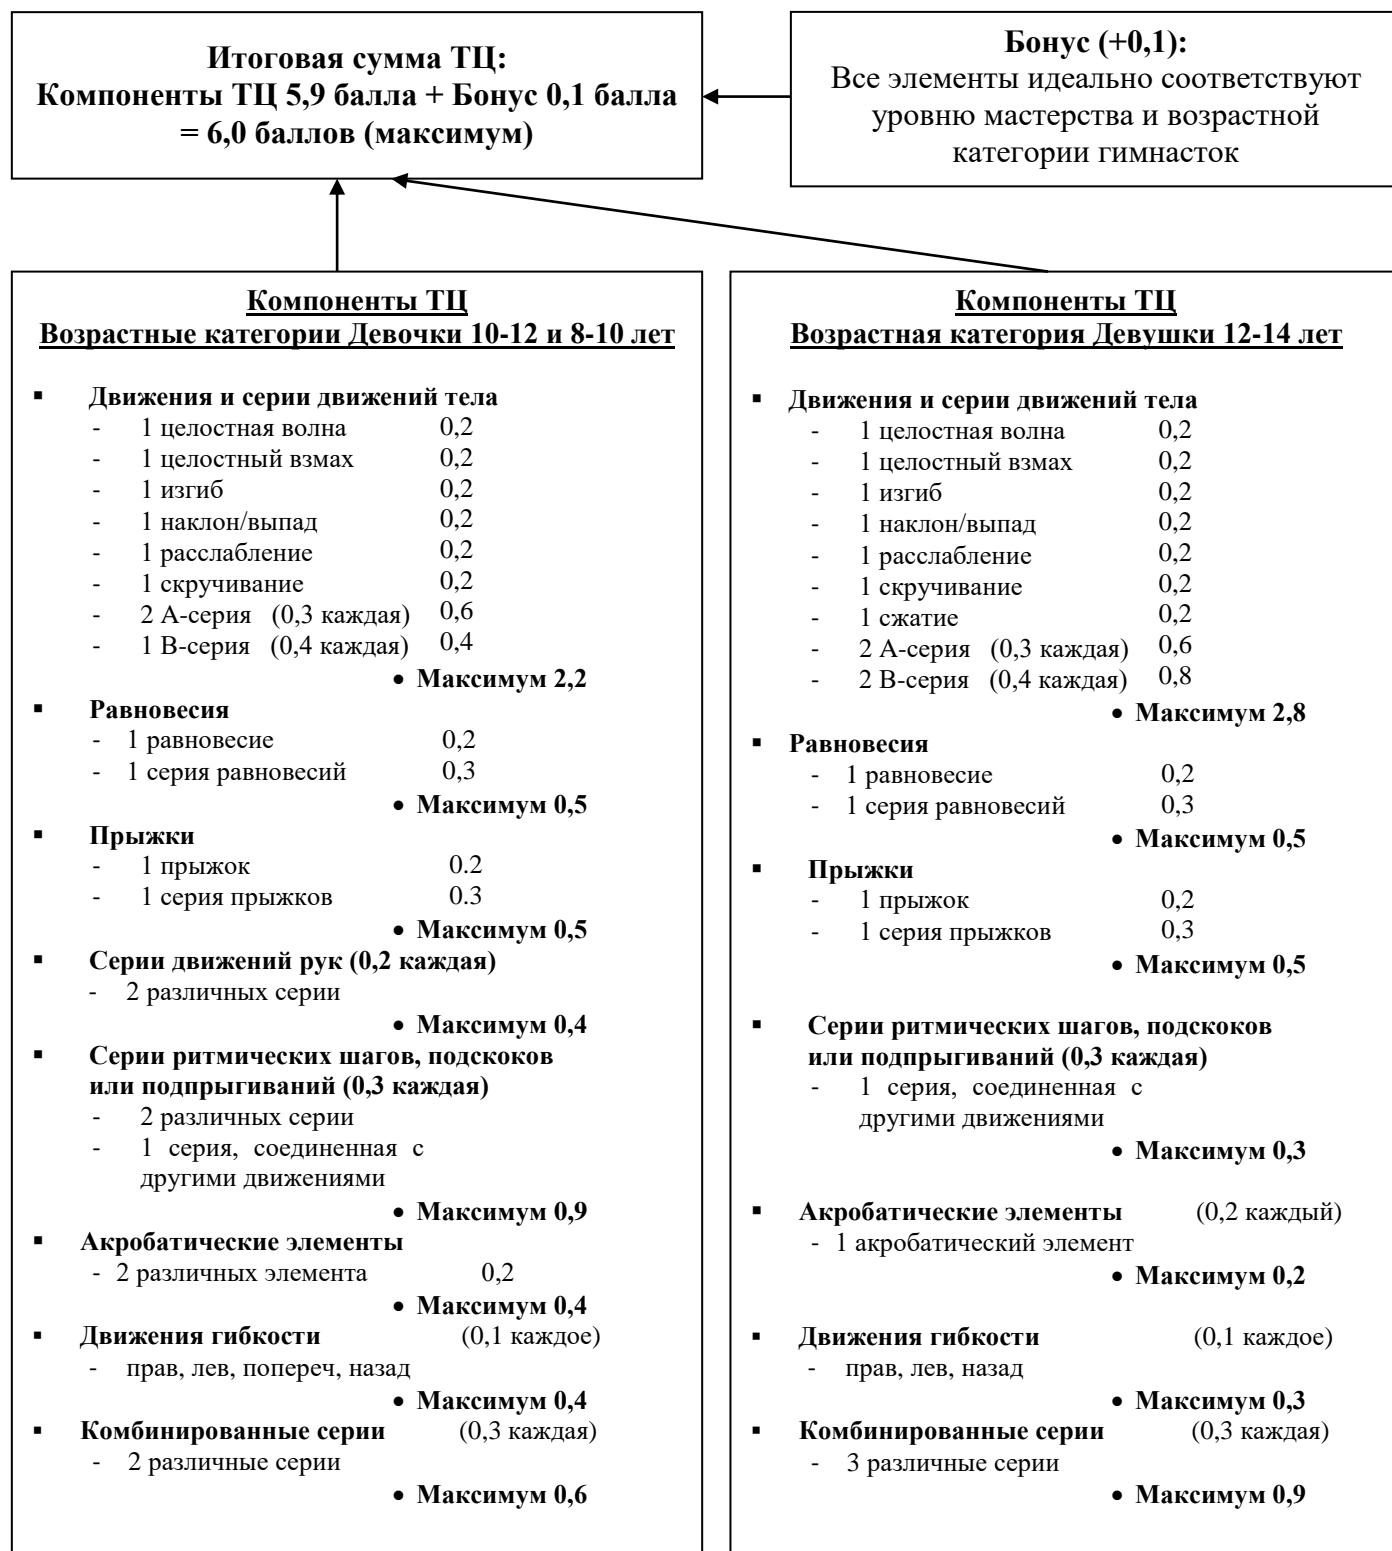 Итоговая сумма ТЦ:
Компоненты ТЦ 5,9 балла + Бонус 0,1 балла
= 6,0 баллов (максимум)
Бонус (+0,1):
Все элементы идеально соответствуют
уровню мастерства и возрастной
категории гимнасток
Компоненты ТЦ
Возрастные категории Девочки 10-12 и 8-10 лет
▪ Движения и серии движений тела
- 1 целостная волна 0,2
- 1 целостный взмах 0,2
- 1 изгиб 0,2
- 1 наклон/выпад 0,2
- 1 расслабление 0,2
- 1 скручивание 0,2
- 2 А-серия (0,3 каждая) 0,6
- 1 В-серия (0,4 каждая) 0,4
• Максимум 2,2
▪ Равновесия
- 1 равновесие 0,2
- 1 серия равновесий 0,3
• Максимум 0,5
▪ Прыжки
- 1 прыжок 0.2
- 1 серия прыжков 0.3
• Максимум 0,5
▪ Серии движений рук (0,2 каждая)
- 2 различных серии
• Максимум 0,4
▪ Серии ритмических шагов, подскоков
или подпрыгиваний (0,3 каждая)
- 2 различных серии
- 1 серия, соединенная с
другими движениями
• Максимум 0,9
▪ Акробатические элементы
- 2 различных элемента 0,2
• Максимум 0,4
▪ Движения гибкости (0,1 каждое)
- прав, лев, попереч, назад
• Максимум 0,4
▪ Комбинированные серии (0,3 каждая)
- 2 различные серии
• Максимум 0,6
Компоненты ТЦ
Возрастная категория Девушки 12-14 лет
▪ Движения и серии движений тела
- 1 целостная волна 0,2
- 1 целостный взмах 0,2
- 1 изгиб 0,2
- 1 наклон/выпад 0,2
- 1 расслабление 0,2
- 1 скручивание 0,2
- 1 сжатие 0,2
- 2 А-серия (0,3 каждая) 0,6
- 2 В-серия (0,4 каждая) 0,8
• Максимум 2,8
▪ Равновесия
- 1 равновесие 0,2
- 1 серия равновесий 0,3
• Максимум 0,5
▪ Прыжки
- 1 прыжок 0,2
- 1 серия прыжков 0,3
• Максимум 0,5
▪ Серии ритмических шагов, подскоков
или подпрыгиваний (0,3 каждая)
- 1 серия, соединенная с
другими движениями
• Максимум 0,3
▪ Акробатические элементы (0,2 каждый)
- 1 акробатический элемент
• Максимум 0,2
▪ Движения гибкости (0,1 каждое)
- прав, лев, назад
• Максимум 0,3
▪ Комбинированные серии (0,3 каждая)
- 3 различные серии
• Максимум 0,9